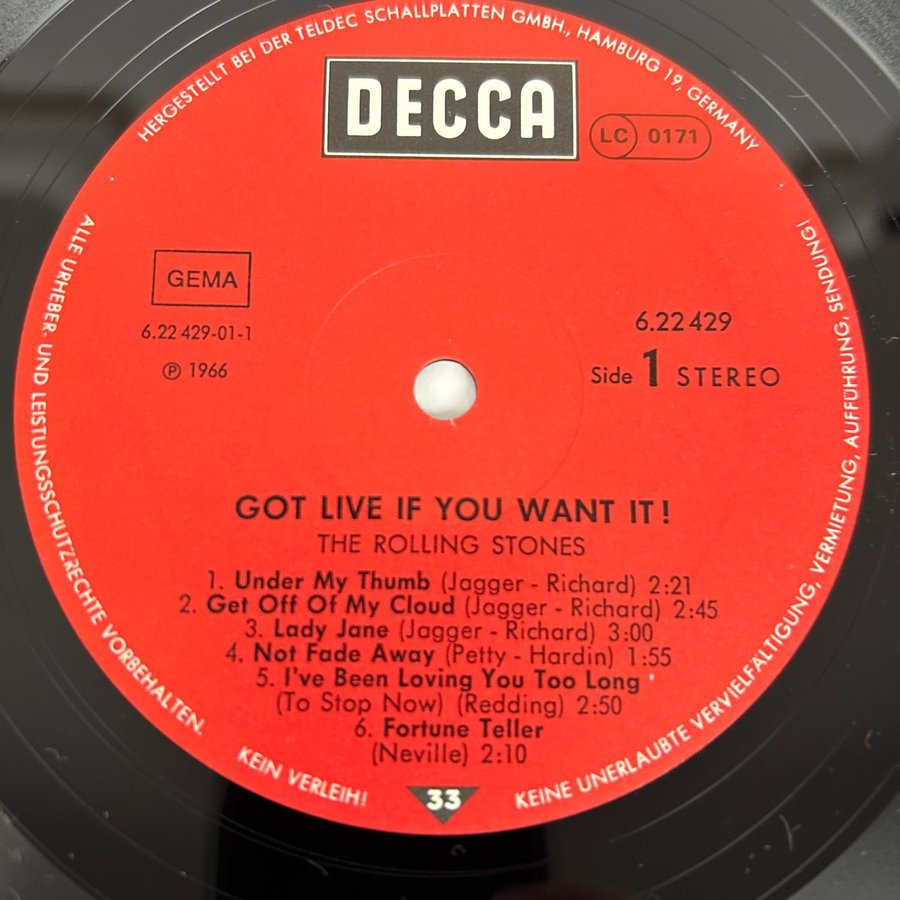 HERGESTELLT BEI DER TELDEC SCHALLPLATTEN GMBH., HAMBURG 19, GERMANY
DECCA
LC 0171
GEMA
6.22 429-01-1
℗ 1966
6.22 429
Side 1 STEREO
GOT LIVE IF YOU WANT IT!
THE ROLLING STONES
1. Under My Thumb (Jagger - Richard) 2:21
2. Get Off Of My Cloud (Jagger - Richard) 2:45
3. Lady Jane (Jagger - Richard) 3:00
4. Not Fade Away (Petty - Hardin) 1:55
5. I've Been Loving You Too Long
(To Stop Now) (Redding) 2:50
6. Fortune Teller
(Neville) 2:10
33
ALLE URHEBER- UND LEISTUNGSSCHUTZRECHTE VORBEHALTEN.
KEIN VERLEIH!
KEINE UNERLAUBTE VERVIELFÄLTIGUNG, VERMIETUNG, AUFFÜHRUNG, SENDUNG!